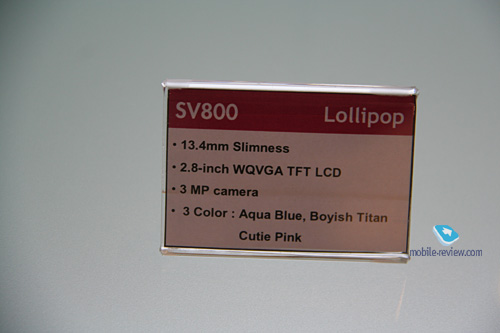 SV800 Lollipop
• 13.4mm Slimness
• 2.8-inch WQVGA TFT LCD
• 3 MP camera
• 3 Color : Aqua Blue, Boyish Titan
Cutie Pink
mobile-review.com